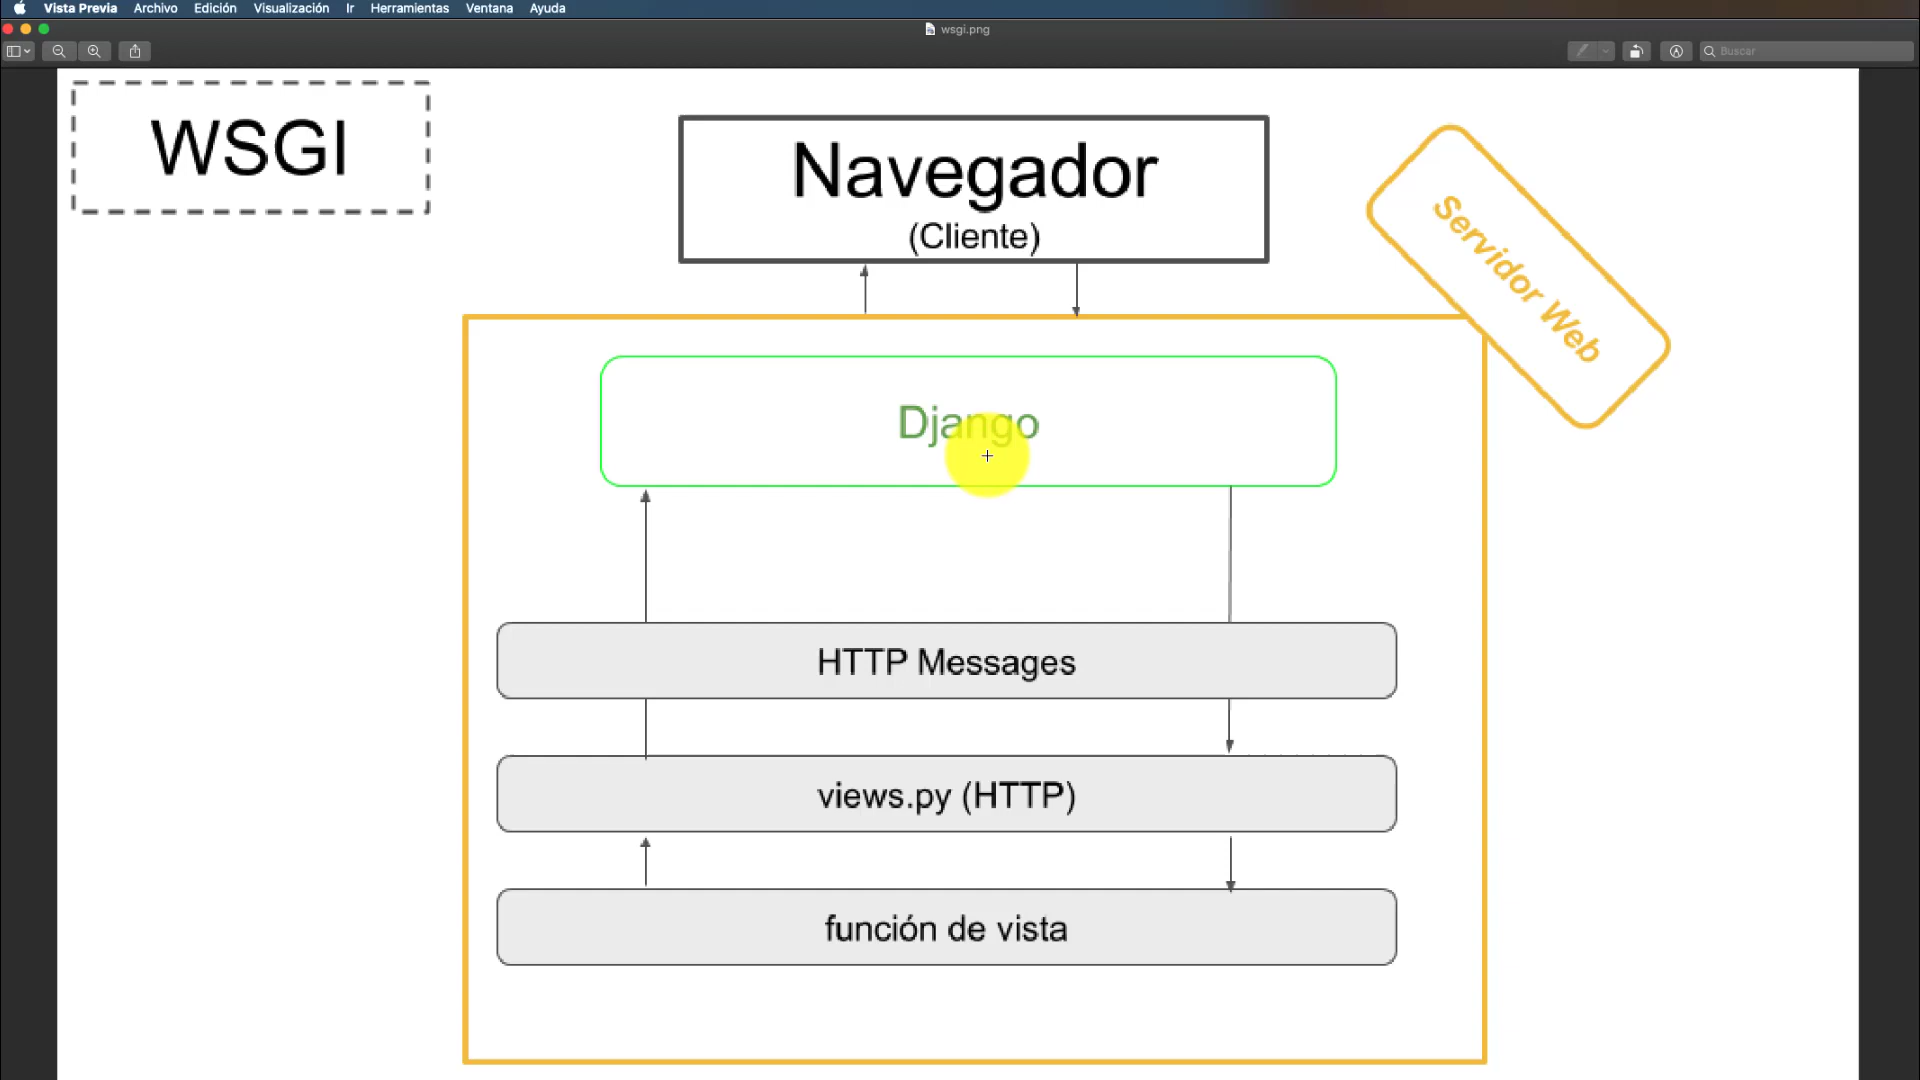 Vista Previa Archivo Edición Visualización Ir Herramientas Ventana Ayuda
wsgi.png
Buscar
WSGI
Navegador
(Cliente)
Servidor Web
Django
HTTP Messages
views.py (HTTP)
función de vista